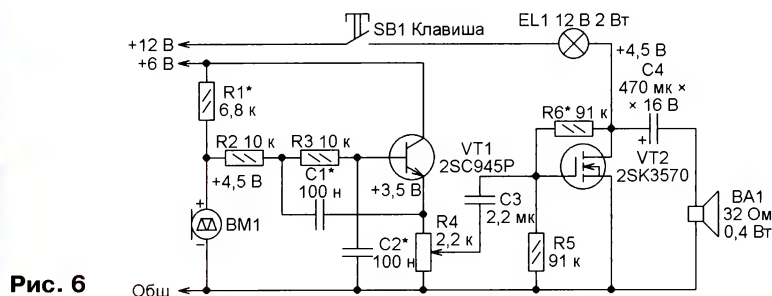 SB1 Клавиша
EL1 12 В 2 Вт
+12 В
+6 В
+4,5 В
C4
470 мк ×
× 16 В
R1*
6,8 к
R6* 91 к
R2 10 к
R3 10 к
VT1
2SC945P
C1*
100 н
+4,5 В
+3,5 В
VT2
2SK3570
C3
2,2 мк
BM1
R4
2,2 к
BA1
32 Ом
0,4 Вт
C2*
100 н
R5
91 к
+
−
+
Рис. 6
Общ